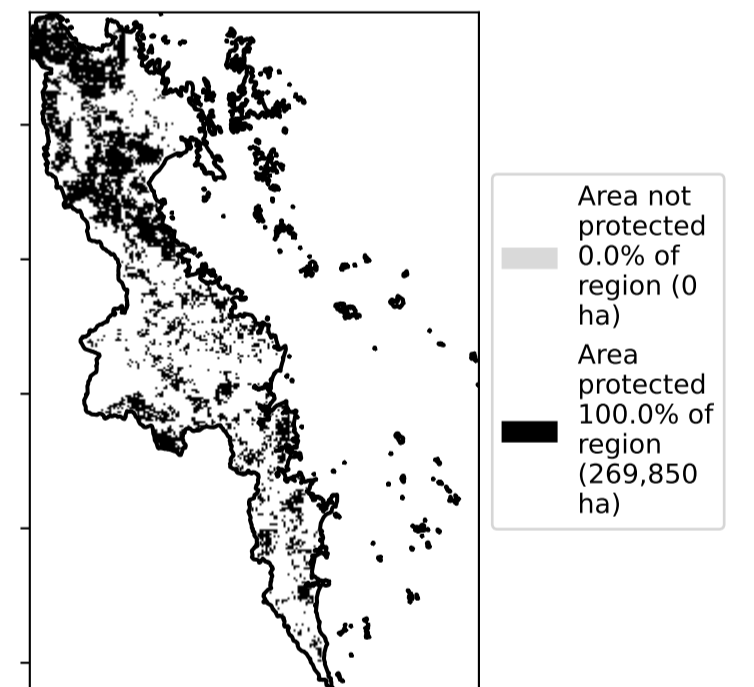 Area not
protected
0.0% of
region (0
ha)
Area
protected
100.0% of
region
(269,850
ha)